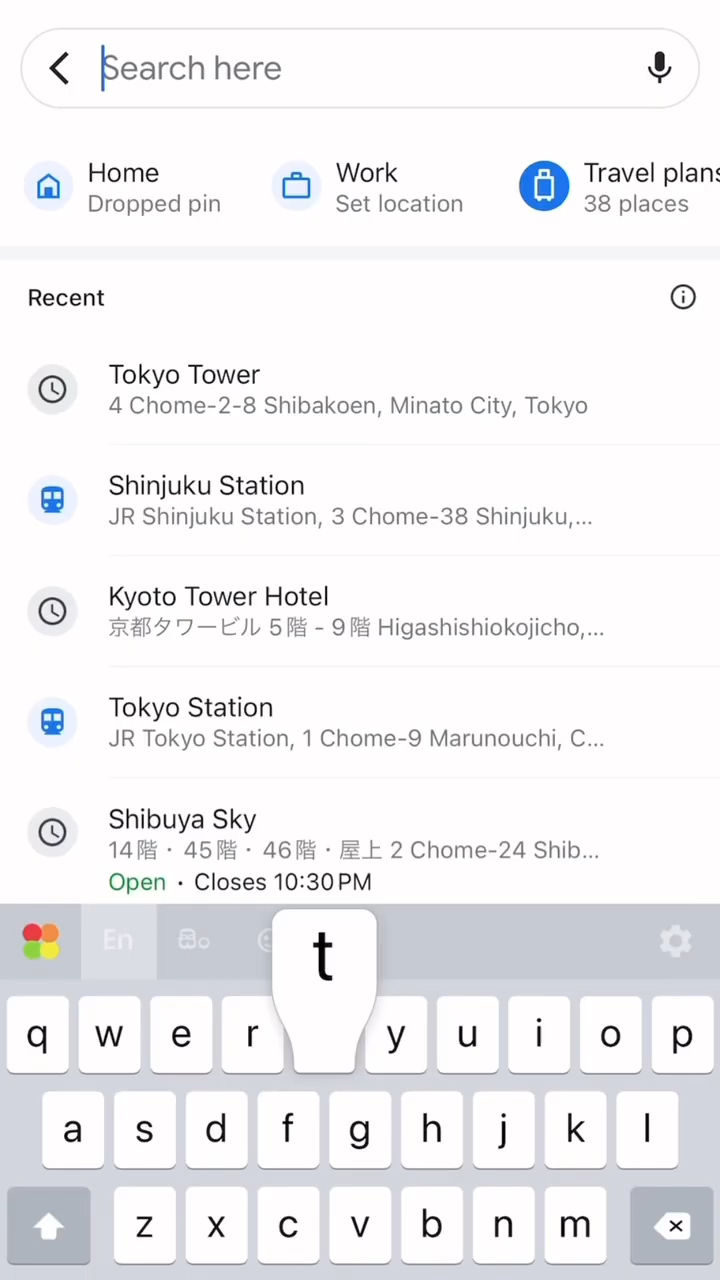 Search here
Home
Dropped pin
Work
Set location
Travel plans
38 places
Recent
Tokyo Tower
4 Chome-2-8 Shibakoen, Minato City, Tokyo
Shinjuku Station
JR Shinjuku Station, 3 Chome-38 Shinjuku,...
Kyoto Tower Hotel
京都タワービル 5階 - 9階 Higashishiokojicho,...
Tokyo Station
JR Tokyo Station, 1 Chome-9 Marunouchi, C...
Shibuya Sky
14階・45階・46階・屋上 2 Chome-24 Shib...
Open · Closes 10:30 PM
En
t
q w e r y u i o p
a s d f g h j k l
z x c v b n m